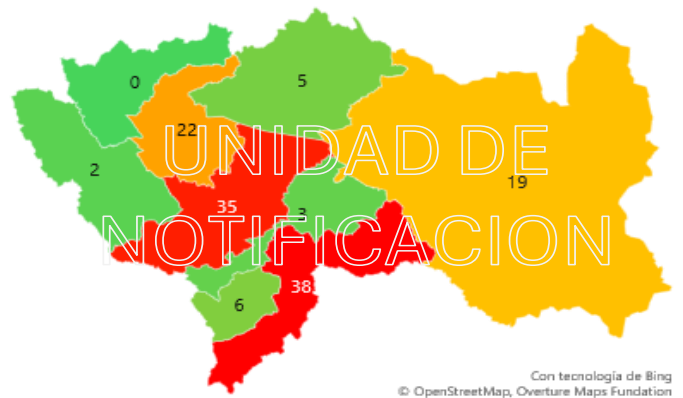 0
5
22
UNIDAD DE
2
19
35
3
NOTIFICACION
38
6
Con tecnología de Bing
© OpenStreetMap, Overture Maps Fundation